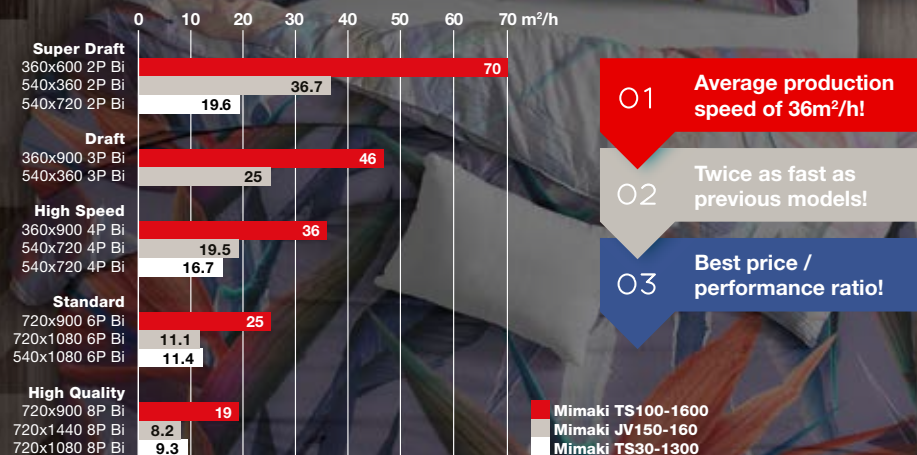 0 10 20 30 40 50 60 70 m²/h
Super Draft
360x600 2P Bi 70
540x360 2P Bi 36.7
540x720 2P Bi 19.6
Draft
360x900 3P Bi 46
540x360 3P Bi 25
High Speed
360x900 4P Bi 36
540x720 4P Bi 19.5
540x720 4P Bi 16.7
Standard
720x900 6P Bi 25
720x1080 6P Bi 11.1
540x1080 6P Bi 11.4
High Quality
720x900 8P Bi 19
720x1440 8P Bi 8.2
720x1080 8P Bi 9.3
01
Average production
speed of 36m²/h!
02
Twice as fast as
previous models!
03
Best price /
performance ratio!
Mimaki TS100-1600
Mimaki JV150-160
Mimaki TS30-1300